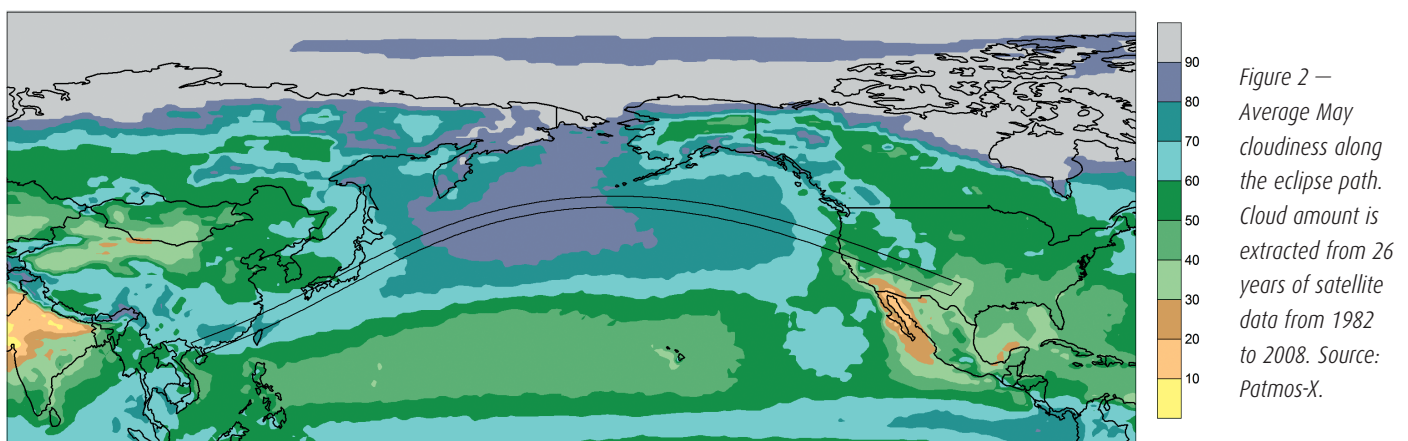 90
80
70
60
50
40
30
20
10
Figure 2 —
Average May
cloudiness along
the eclipse path.
Cloud amount is
extracted from 26
years of satellite
data from 1982
to 2008. Source:
Patmos-X.